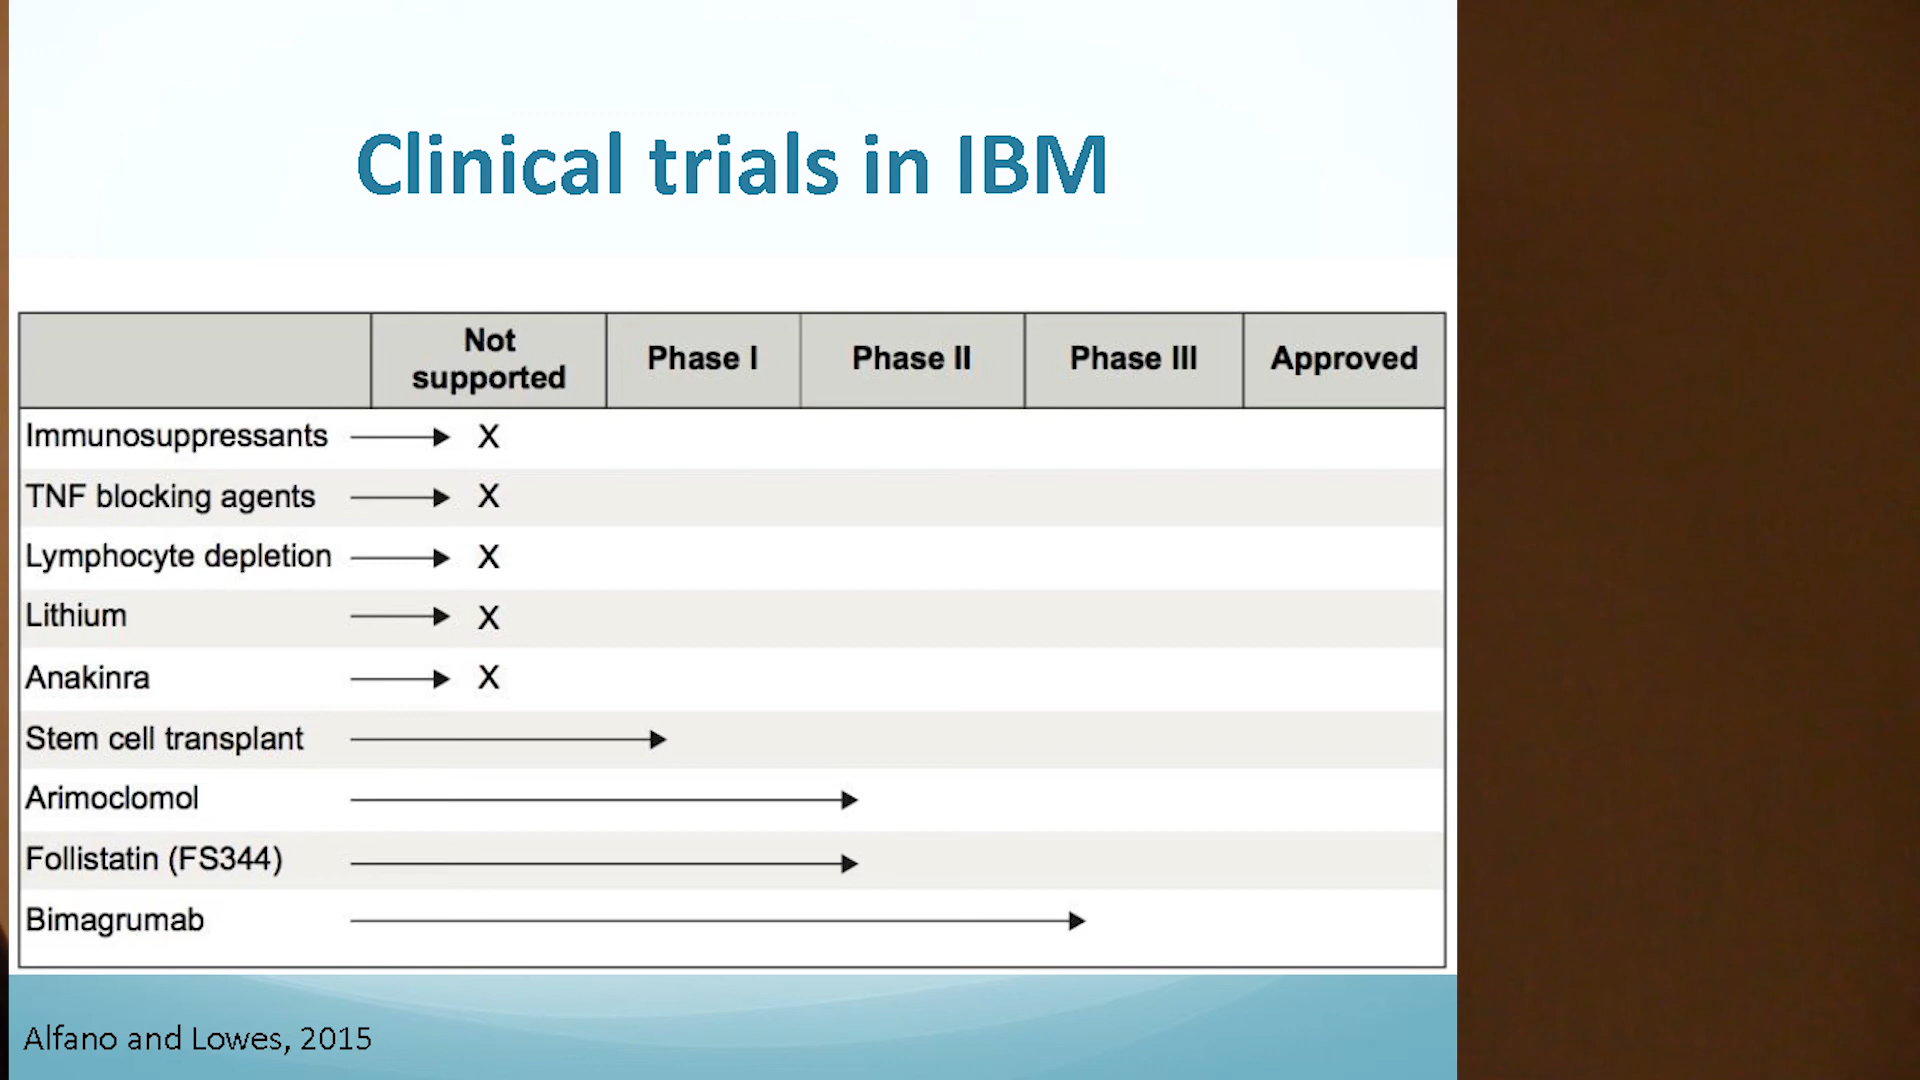 Clinical trials in IBM
Not supported
Phase I
Phase II
Phase III
Approved
Immunosuppressants X
TNF blocking agents X
Lymphocyte depletion X
Lithium X
Anakinra X
Stem cell transplant
Arimoclomol
Follistatin (FS344)
Bimagrumab
Alfano and Lowes, 2015